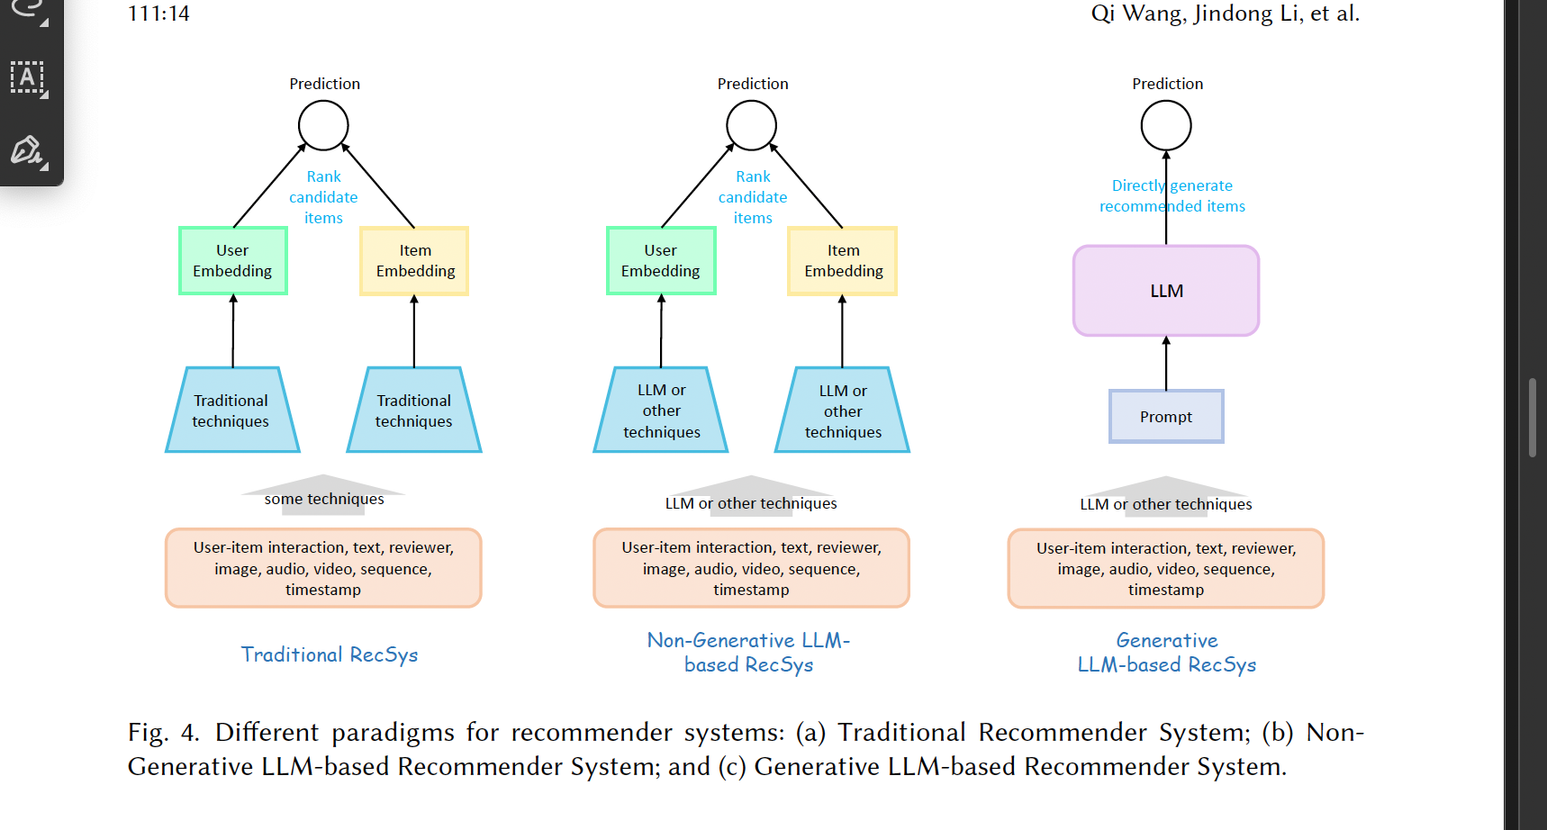 111:14
Qi Wang, Jindong Li, et al.
Prediction
Rank
candidate
items
User
Embedding
Item
Embedding
Traditional
techniques
Traditional
techniques
some techniques
User-item interaction, text, reviewer,
image, audio, video, sequence,
timestamp
Traditional RecSys
Prediction
Rank
candidate
items
User
Embedding
Item
Embedding
LLM or
other
techniques
LLM or
other
techniques
LLM or other techniques
User-item interaction, text, reviewer,
image, audio, video, sequence,
timestamp
Non-Generative LLM-
based RecSys
Prediction
Directly generate
recommended items
LLM
Prompt
LLM or other techniques
User-item interaction, text, reviewer,
image, audio, video, sequence,
timestamp
Generative
LLM-based RecSys
Fig. 4. Different paradigms for recommender systems: (a) Traditional Recommender System; (b) Non-
Generative LLM-based Recommender System; and (c) Generative LLM-based Recommender System.